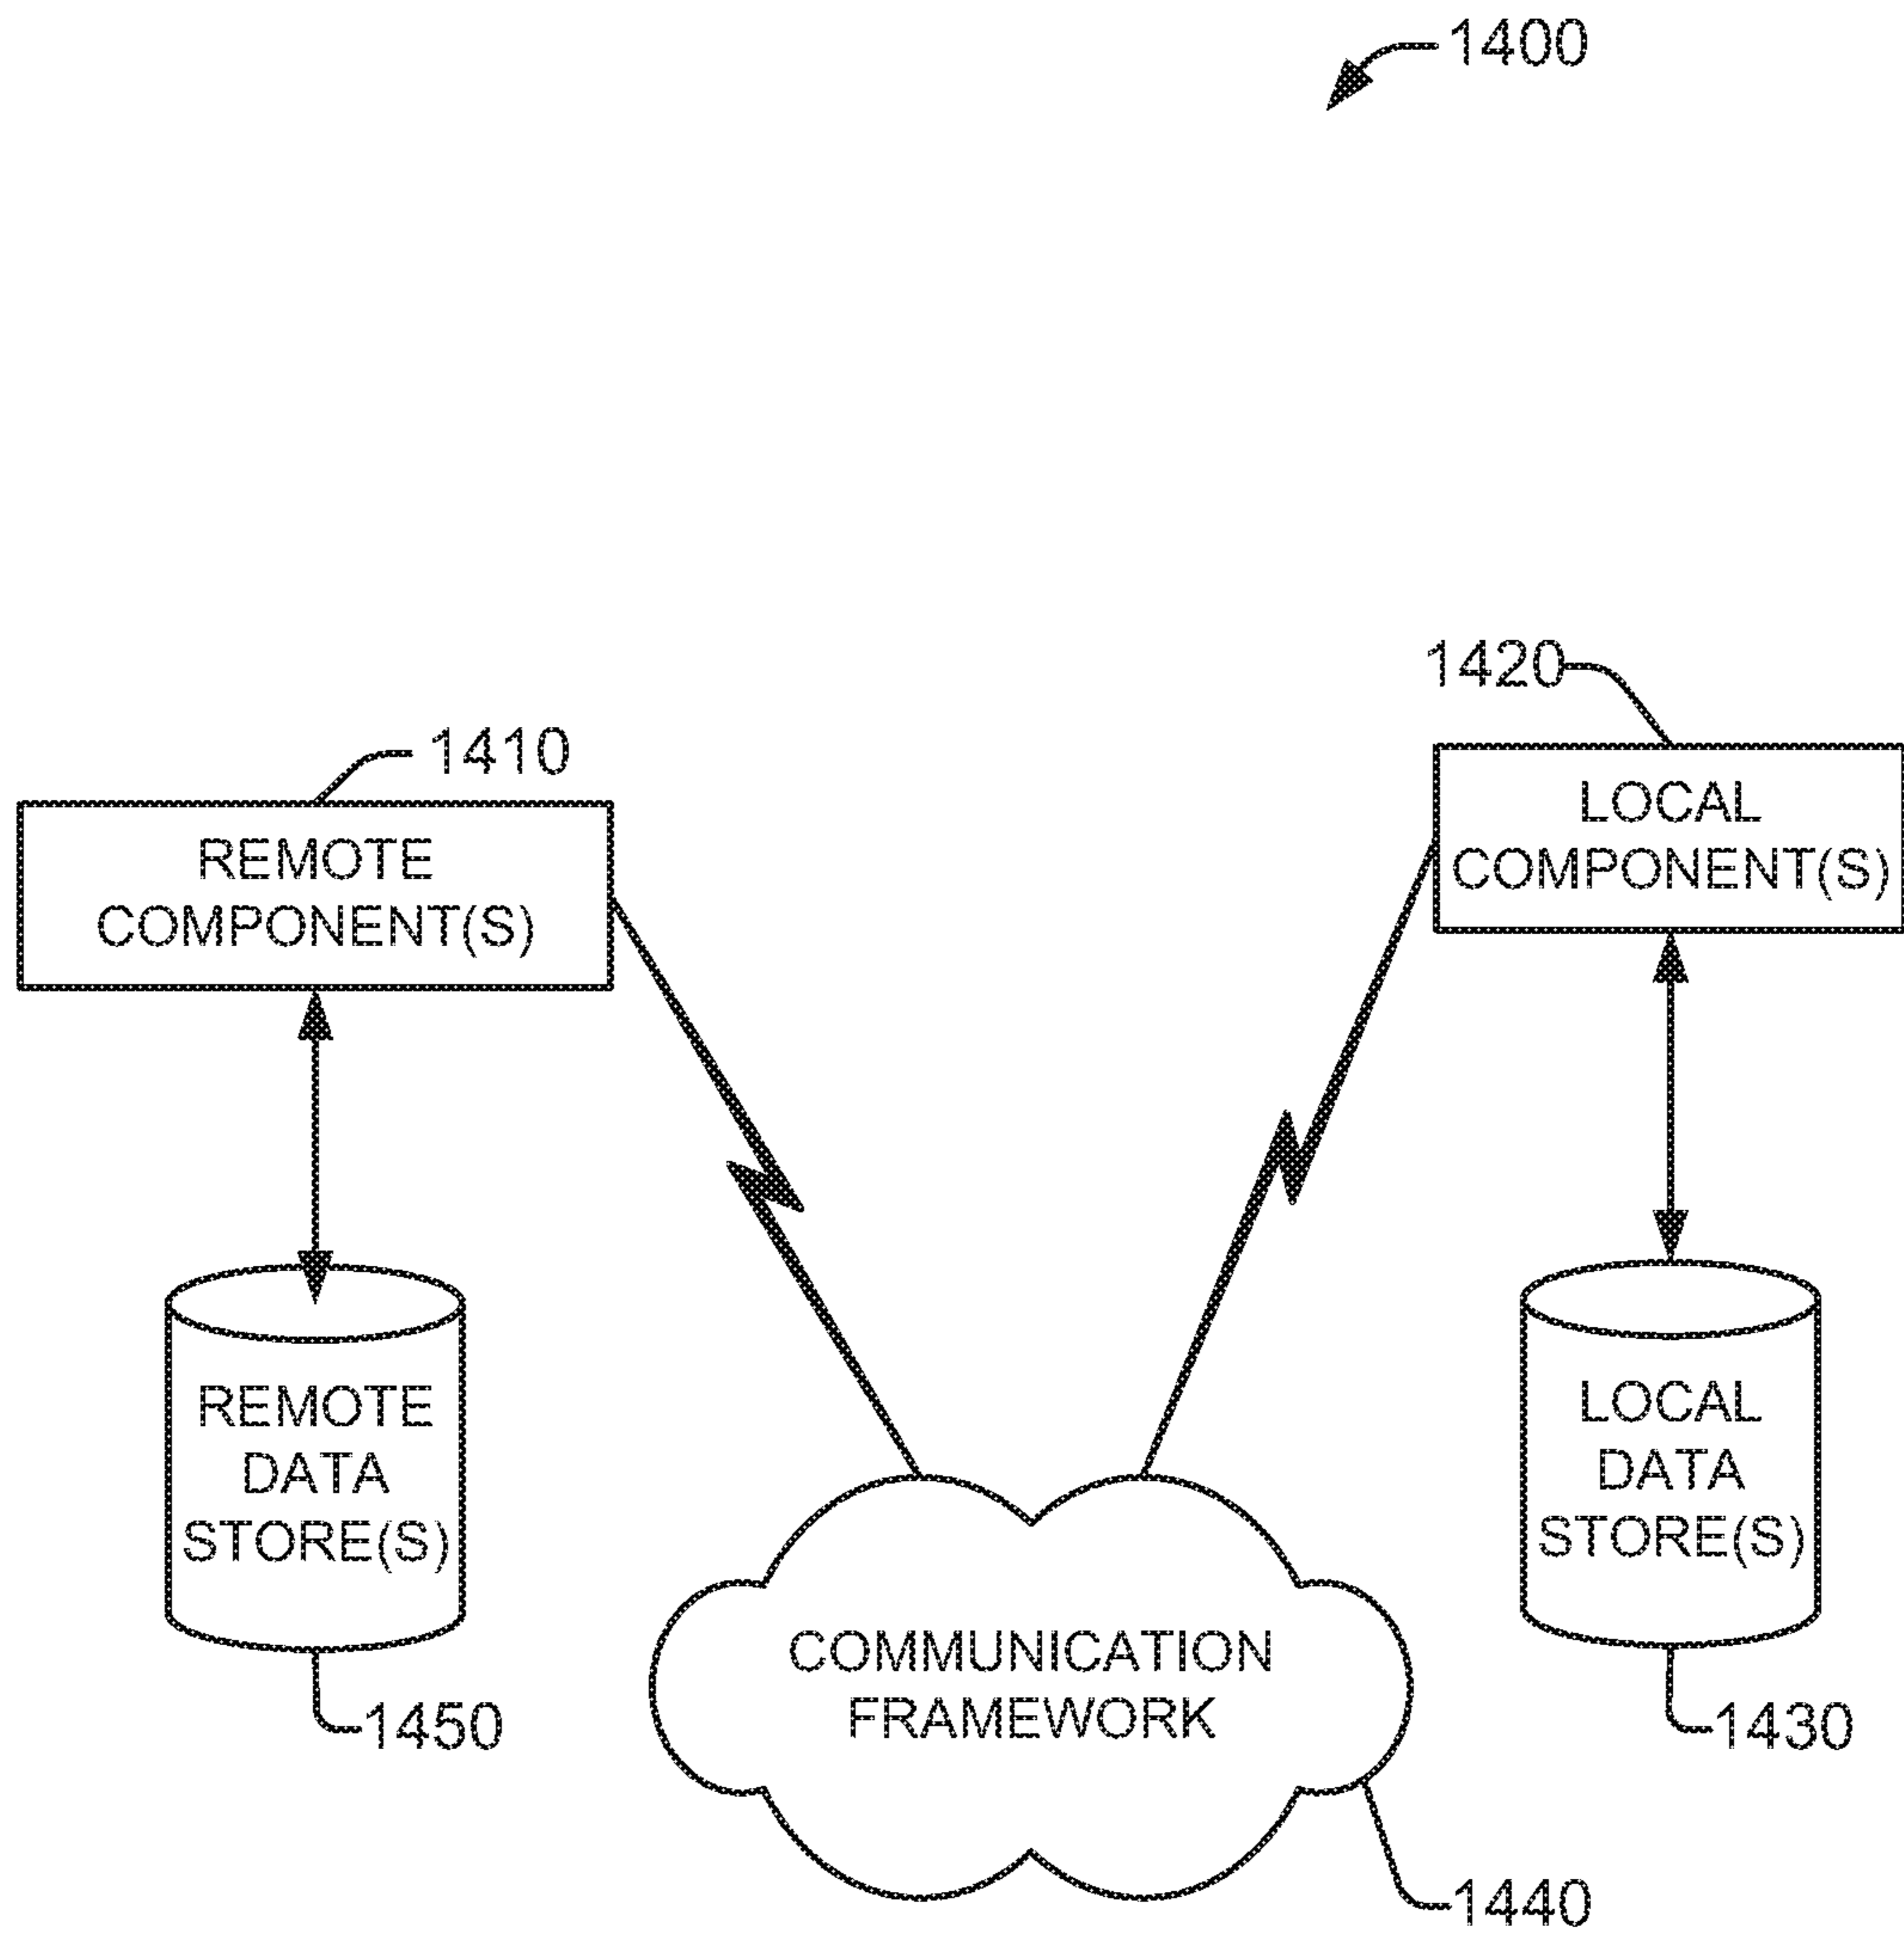 1400
1420
1410
LOCAL
COMPONENT(S)
REMOTE
COMPONENT(S)
REMOTE
DATA
STORE(S)
LOCAL
DATA
STORE(S)
COMMUNICATION
FRAMEWORK
1450
1430
1440